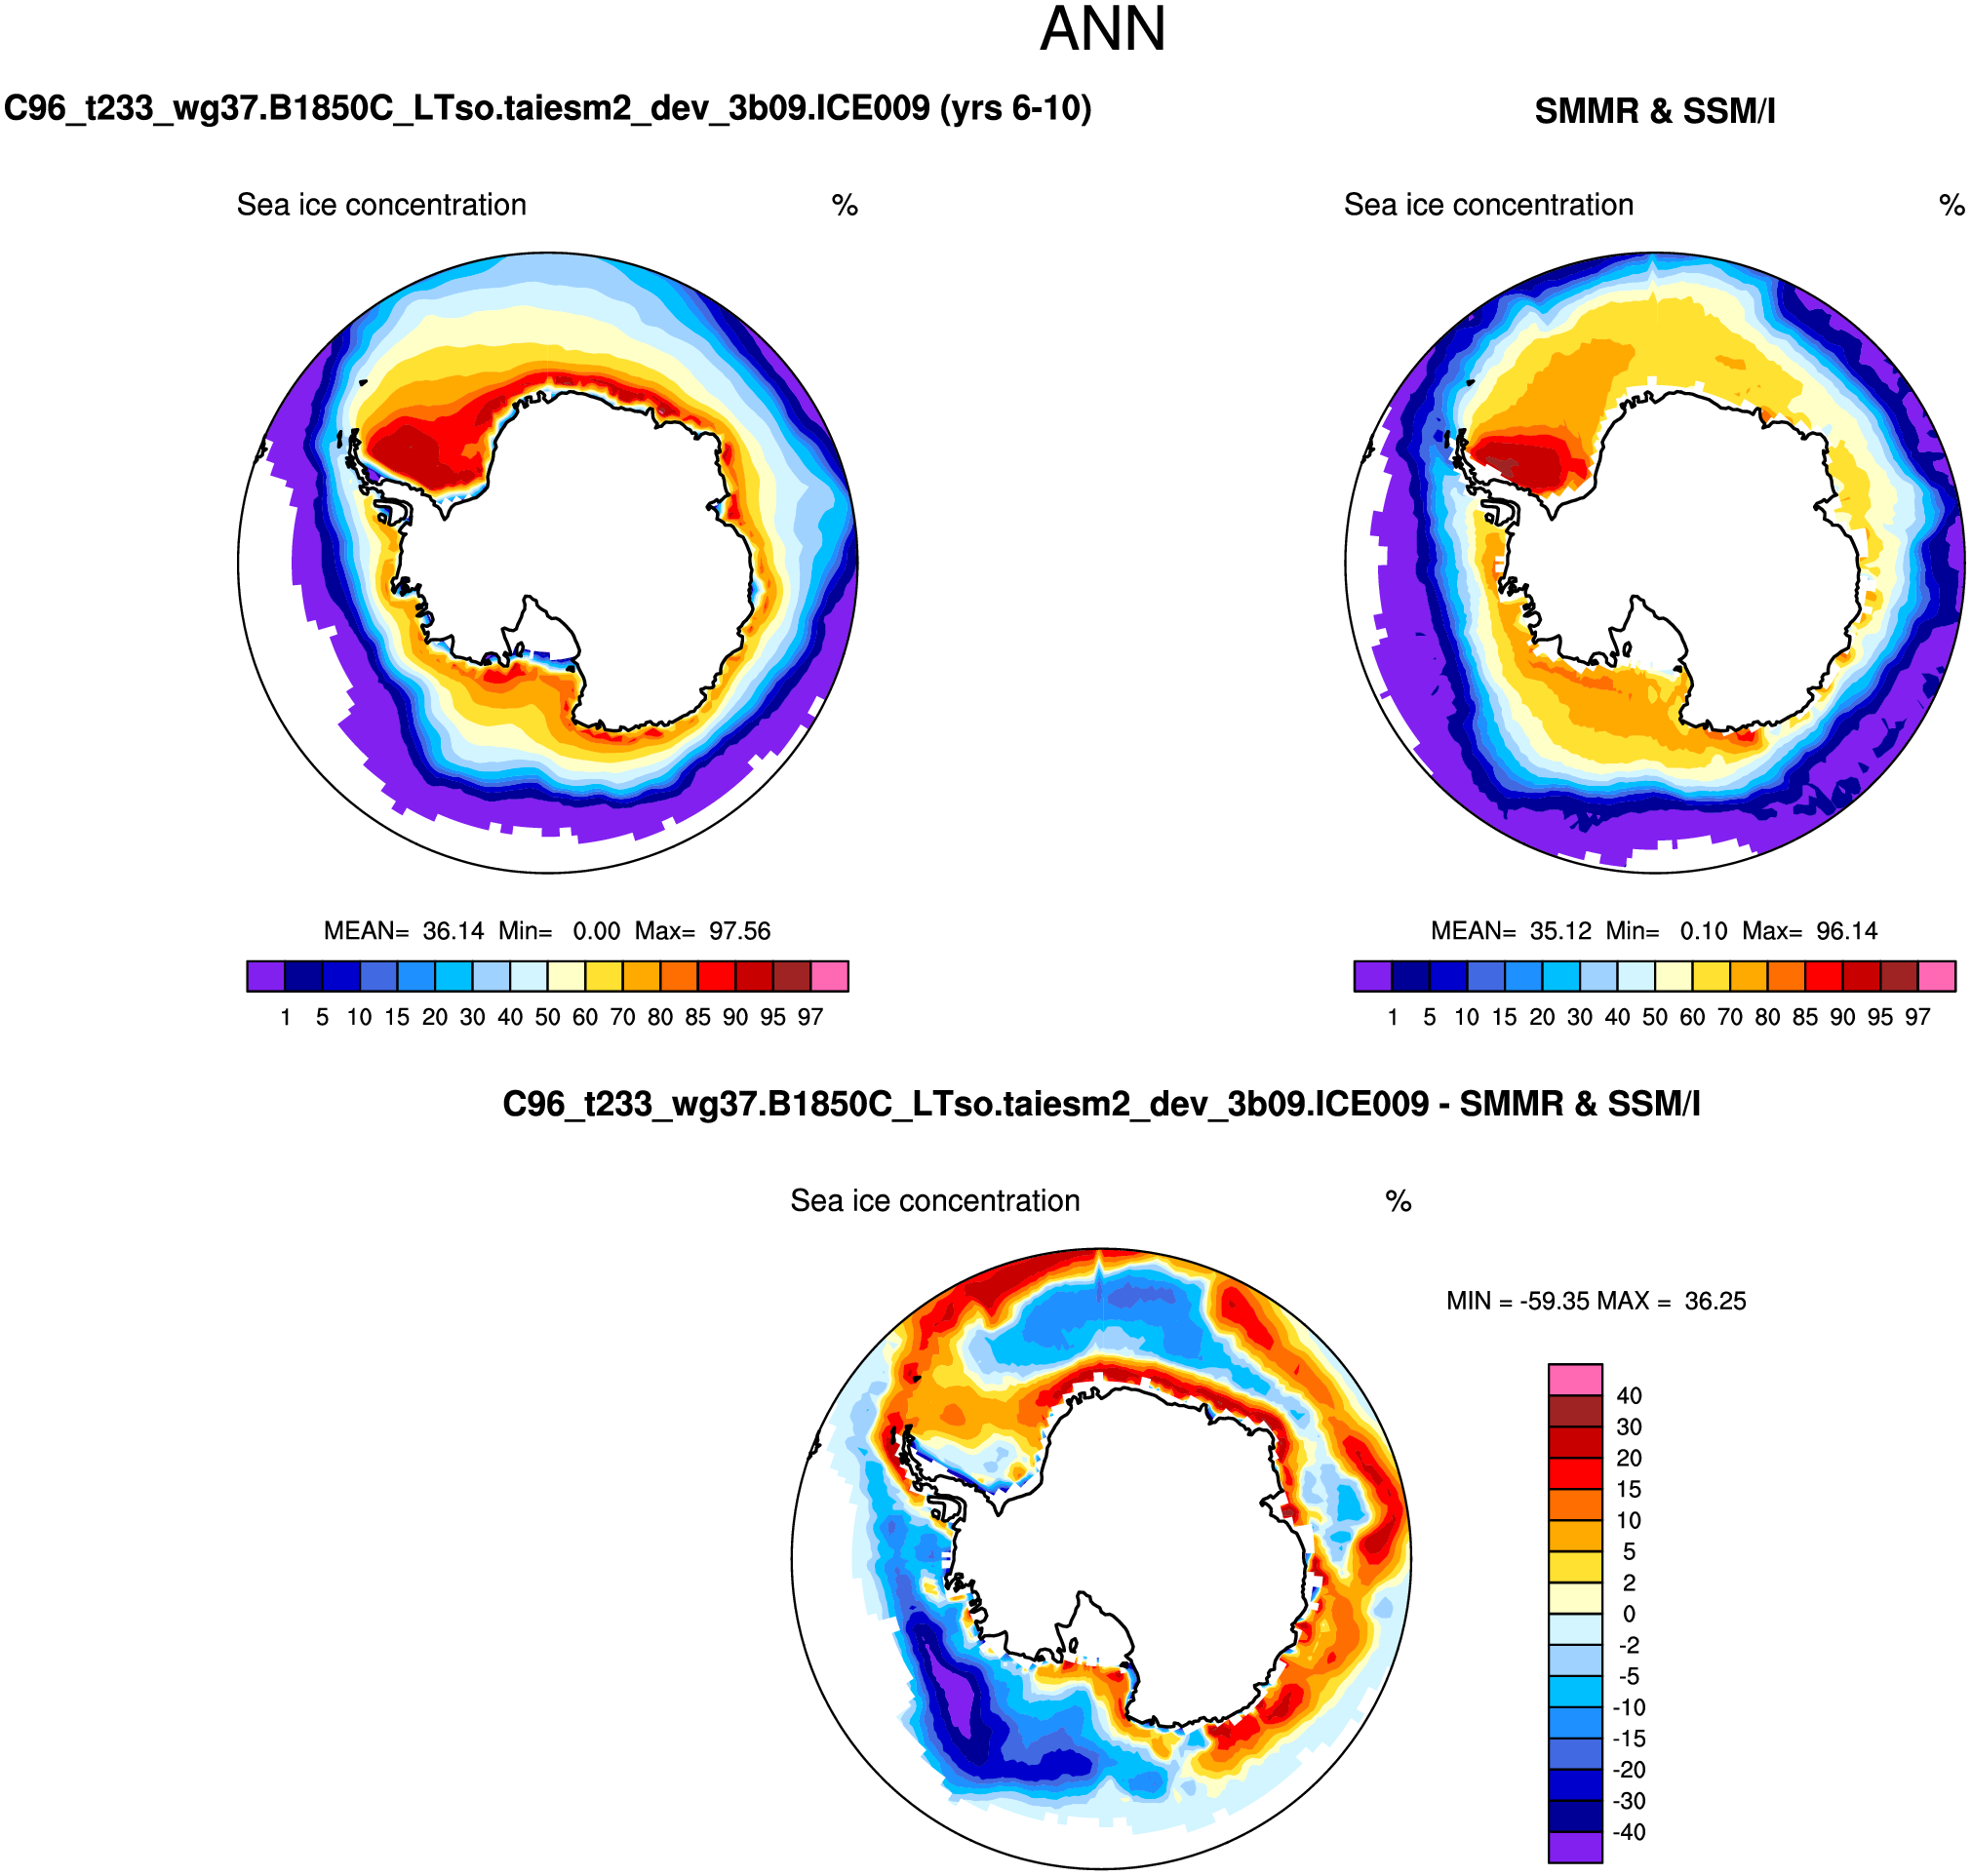 ANN
C96_t233_wg37.B1850C_LTso.taiesm2_dev_3b09.ICE009 (yrs 6-10)
SMMR & SSM/I
Sea ice concentration %
Sea ice concentration %
MEAN= 36.14 Min= 0.00 Max= 97.56
MEAN= 35.12 Min= 0.10 Max= 96.14
1 5 10 15 20 30 40 50 60 70 80 85 90 95 97
1 5 10 15 20 30 40 50 60 70 80 85 90 95 97
C96_t233_wg37.B1850C_LTso.taiesm2_dev_3b09.ICE009 - SMMR & SSM/I
Sea ice concentration %
MIN = -59.35 MAX = 36.25
40
30
20
15
10
5
2
0
-2
-5
-10
-15
-20
-30
-40